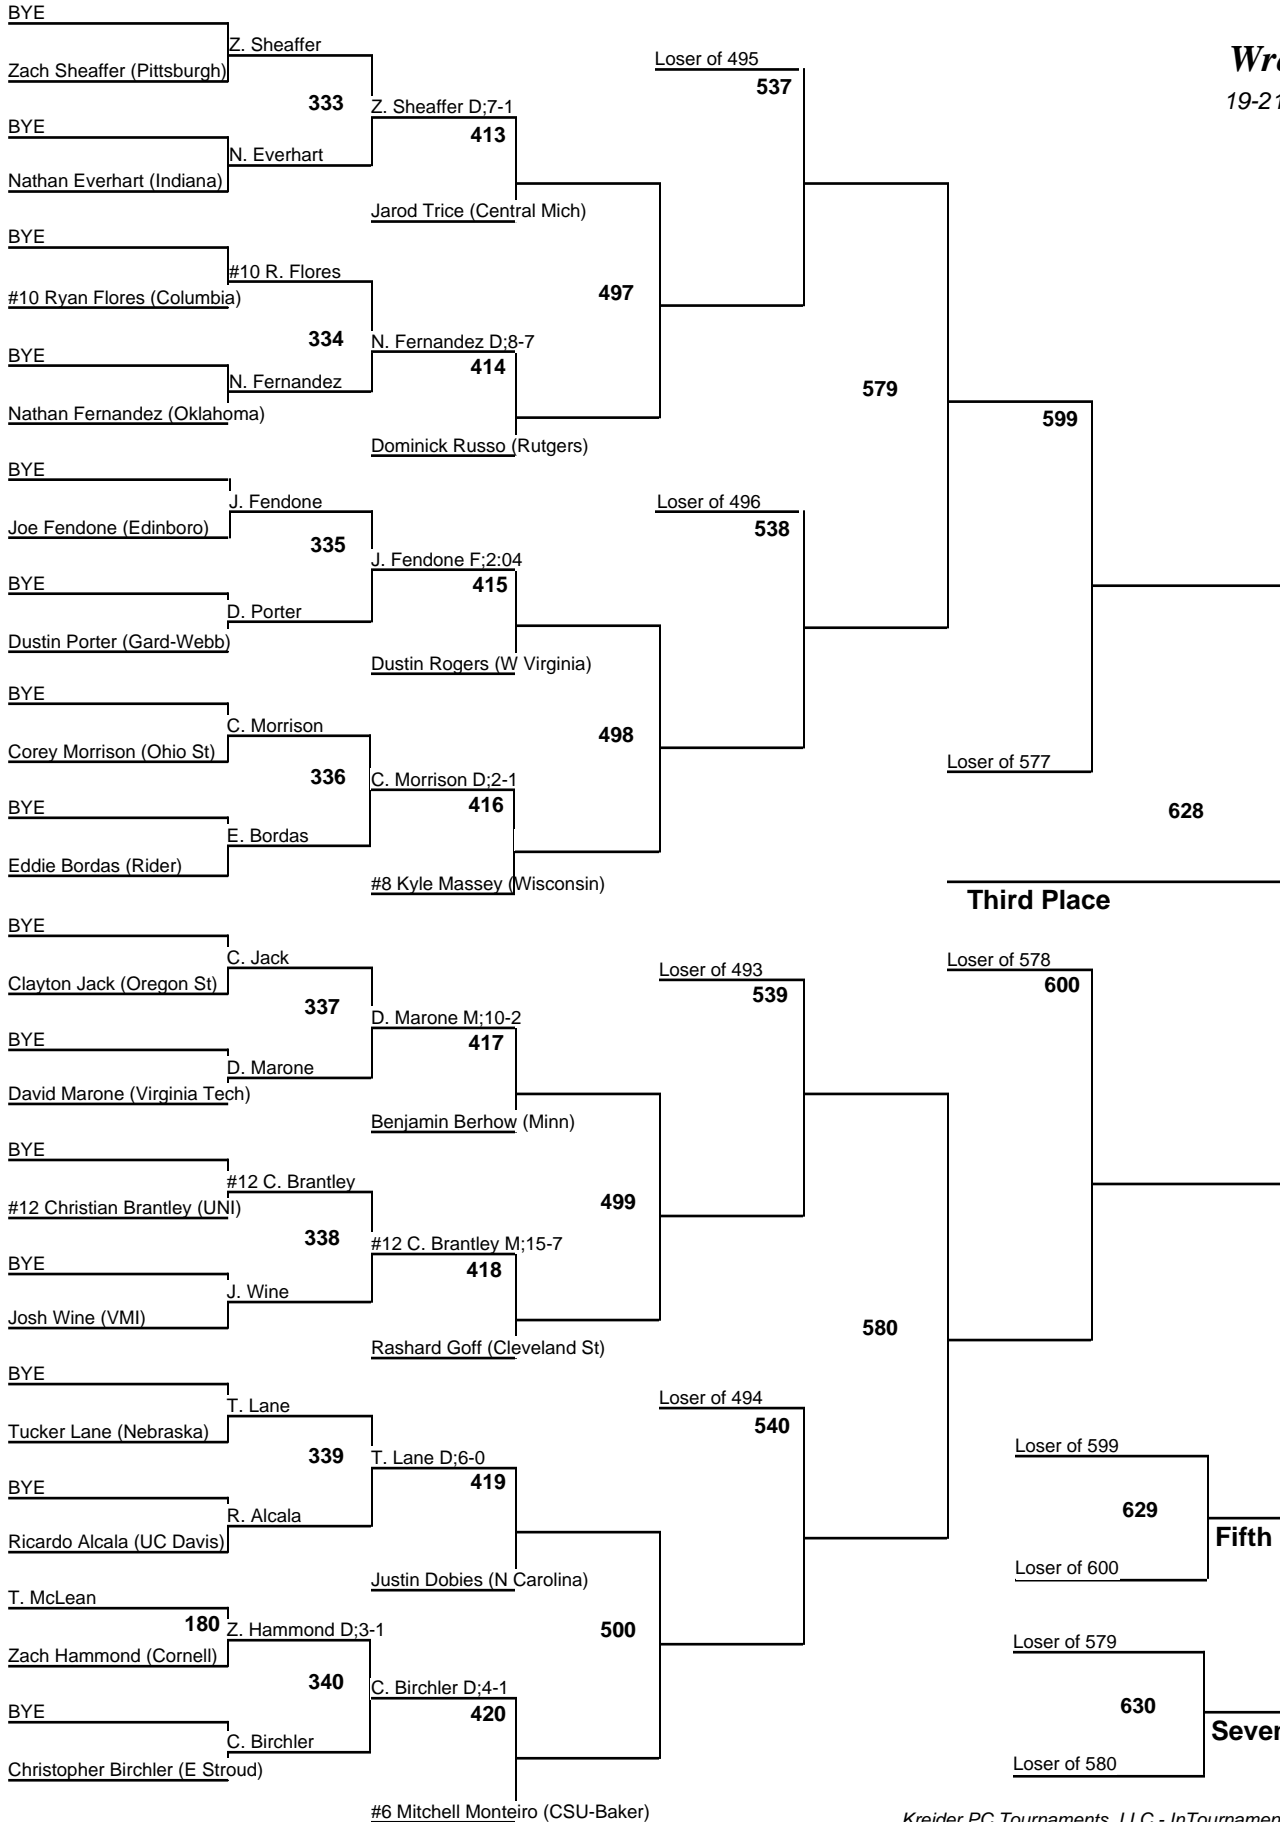 BYE
Z. Sheaffer
Loser of 495
Zach Sheaffer (Pittsburgh)
537
19-21
333
Z. Sheaffer D;7-1
BYE
413
N. Everhart
Nathan Everhart (Indiana)
Jarod Trice (Central Mich)
BYE
#10 R. Flores
#10 Ryan Flores (Columbia)
497
334
N. Fernandez D;8-7
BYE
414
N. Fernandez
579
Nathan Fernandez (Oklahoma)
599
Dominick Russo (Rutgers)
BYE
J. Fendone
Loser of 496
Joe Fendone (Edinboro)
538
335
J. Fendone F;2:04
BYE
415
D. Porter
Dustin Porter (Gard-Webb)
Dustin Rogers (W Virginia)
BYE
C. Morrison
498
Corey Morrison (Ohio St)
Loser of 577
336
C. Morrison D;2-1
BYE
416
628
E. Bordas
Eddie Bordas (Rider)
#8 Kyle Massey (Wisconsin)
Third Place
BYE
C. Jack
Loser of 578
Loser of 493
Clayton Jack (Oregon St)
600
539
337
D. Marone M;10-2
BYE
417
D. Marone
David Marone (Virginia Tech)
Benjamin Berhow (Minn)
BYE
#12 C. Brantley
#12 Christian Brantley (UNI)
499
338
#12 C. Brantley M;15-7
BYE
418
J. Wine
Josh Wine (VMI)
580
Rashard Goff (Cleveland St)
BYE
T. Lane
Loser of 494
Tucker Lane (Nebraska)
540
Loser of 599
339
T. Lane D;6-0
BYE
419
R. Alcala
629
Ricardo Alcala (UC Davis)
Fifth
Loser of 600
Justin Dobies (N Carolina)
T. McLean
180
Z. Hammond D;3-1
500
Loser of 579
Zach Hammond (Cornell)
340
C. Birchler D;4-1
BYE
420
630
C. Birchler
Seven
Christopher Birchler (E Stroud)
Loser of 580
#6 Mitchell Monteiro (CSU-Baker)
Kreider PC Tournaments, LLC - InTournamen